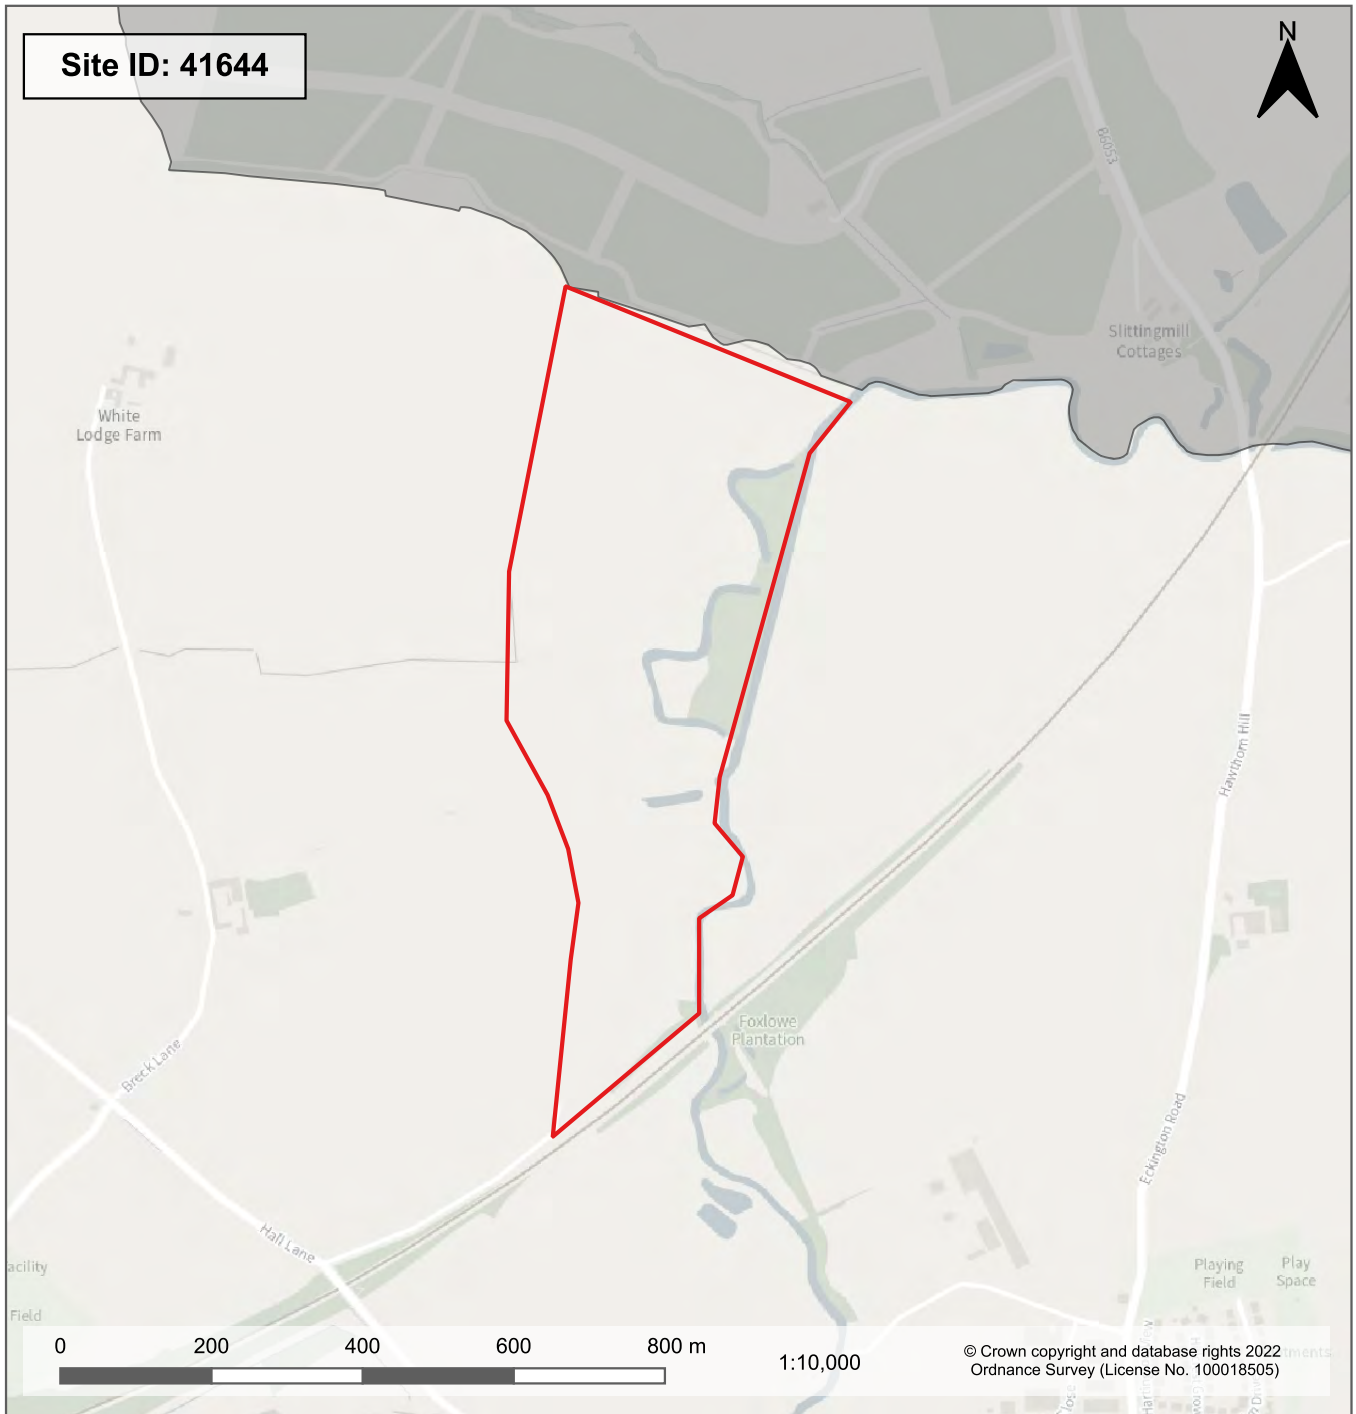 Site ID: 41644
N
B6053
Slittingmill
Cottages
White
Lodge Farm
Hawthorn Hill
Foxlowe
Plantation
Breck Lane
Eckington Road
Hall Lane
acility
Field
Playing
Field
Play
Space
0 200 400 600 800 m
1:10,000
© Crown copyright and database rights 2022
Ordnance Survey (License No. 100018505)